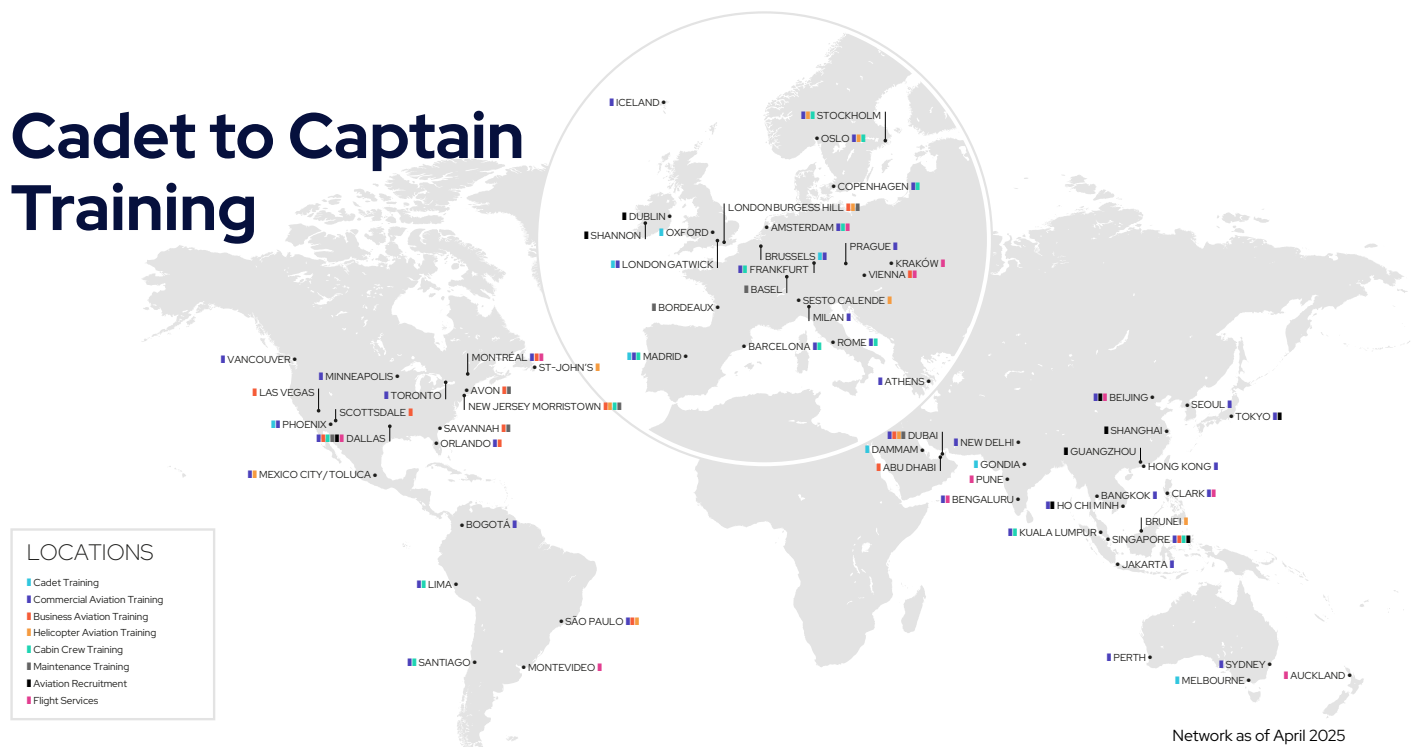 Cadet to Captain
Training
ICELAND
STOCKHOLM
OSLO
COPENHAGEN
LONDON BURGESS HILL
DUBLIN
AMSTERDAM
SHANNON
OXFORD
PRAGUE
BRUSSELS
LONDON GATWICK
FRANKFURT
KRAKÓW
VIENNA
BASEL
SESTO CALENDE
BORDEAUX
MILAN
BARCELONA
ROME
MADRID
ATHENS
VANCOUVER
MONTRÉAL
ST-JOHN'S
MINNEAPOLIS
LAS VEGAS
TORONTO
AVON
NEW JERSEY MORRISTOWN
SCOTTSDALE
PHOENIX
SAVANNAH
DALLAS
ORLANDO
MEXICO CITY/TOLUCA
BEIJING
SEOUL
TOKYO
SHANGHAI
DUBAI
NEW DELHI
DAMMAM
GUANGZHOU
ABU DHABI
GONDIA
HONG KONG
PUNE
BENGALURU
BANGKOK
CLARK
HO CHI MINH
BRUNEI
KUALA LUMPUR
SINGAPORE
JAKARTA
BOGOTÁ
LIMA
SÃO PAULO
SANTIAGO
MONTEVIDEO
PERTH
SYDNEY
MELBOURNE
AUCKLAND
LOCATIONS
Cadet Training
Commercial Aviation Training
Business Aviation Training
Helicopter Aviation Training
Cabin Crew Training
Maintenance Training
Aviation Recruitment
Flight Services
Network as of April 2025